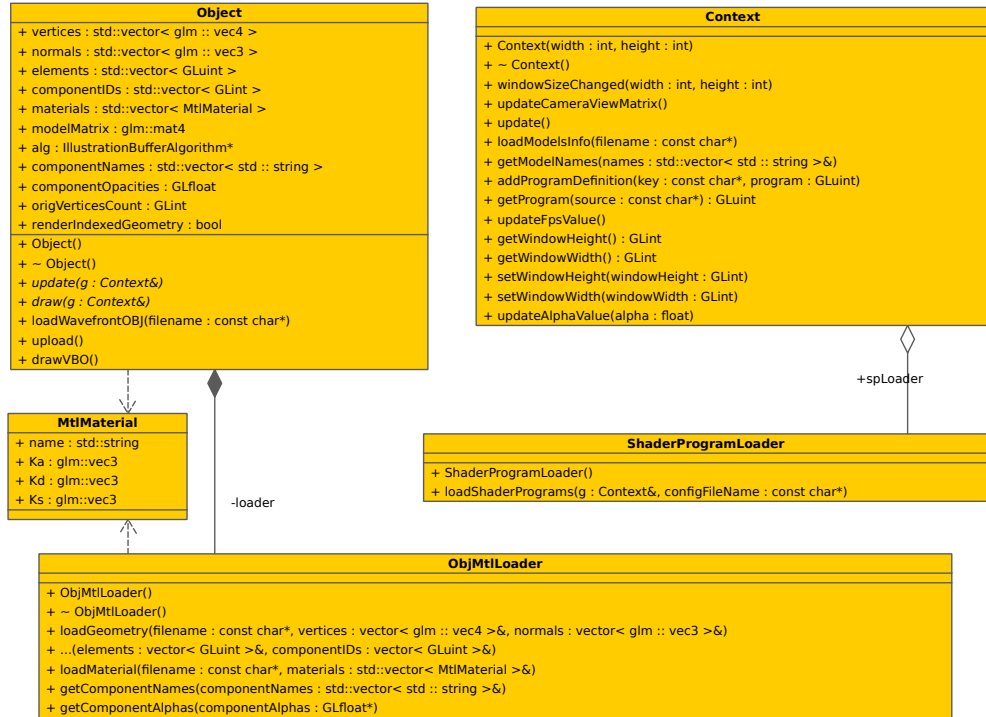 Object
+ vertices : std::vector< glm :: vec4 >
+ normals : std::vector< glm :: vec3 >
+ elements : std::vector< GLuint >
+ componentIDs : std::vector< GLint >
+ materials : std::vector< MtlMaterial >
+ modelMatrix : glm::mat4
+ alg : IllustrationBufferAlgorithm*
+ componentNames : std::vector< std :: string >
+ componentOpacities : GLfloat
+ origVerticesCount : GLint
+ renderIndexedGeometry : bool
+ Object()
+ ~ Object()
+ update(g : Context&)
+ draw(g : Context&)
+ loadWavefrontOBJ(filename : const char*)
+ upload()
+ drawVBO()
Context
+ Context(width : int, height : int)
+ ~ Context()
+ windowSizeChanged(width : int, height : int)
+ updateCameraViewMatrix()
+ update()
+ loadModelsInfo(filename : const char*)
+ getModelNames(names : std::vector< std :: string >&)
+ addProgramDefinition(key : const char*, program : GLuint)
+ getProgram(source : const char*) : GLuint
+ updateFpsValue()
+ getWindowHeight() : GLint
+ getWindowWidth() : GLint
+ setWindowHeight(windowHeight : GLint)
+ setWindowWidth(windowWidth : GLint)
+ updateAlphaValue(alpha : float)
+spLoader
MtlMaterial
+ name : std::string
+ Ka : glm::vec3
+ Kd : glm::vec3
+ Ks : glm::vec3
ShaderProgramLoader
+ ShaderProgramLoader()
+ loadShaderPrograms(g : Context&, configFileName : const char*)
-loader
ObjMtlLoader
+ ObjMtlLoader()
+ ~ ObjMtlLoader()
+ loadGeometry(filename : const char*, vertices : vector< glm :: vec4 >&, normals : vector< glm :: vec3 >&)
+ ...(elements : vector< GLuint >&, componentIDs : vector< GLuint >&)
+ loadMaterial(filename : const char*, materials : std::vector< MtlMaterial >&)
+ getComponentNames(componentNames : std::vector< std :: string >&)
+ getComponentAlphas(componentAlphas : GLfloat*)